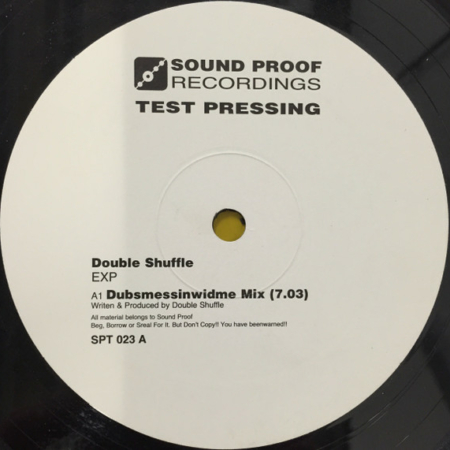 SOUND PROOF
RECORDINGS
TEST PRESSING
Double Shuffle
EXP
A1 Dubsmessinwidme Mix (7.03)
Writen & Produced by Double Shuffle
All material belongs to Sound Proof
Beg, Borrow or Sreal For It. But Don't Copy!! You have beenwarned!!
SPT 023 A